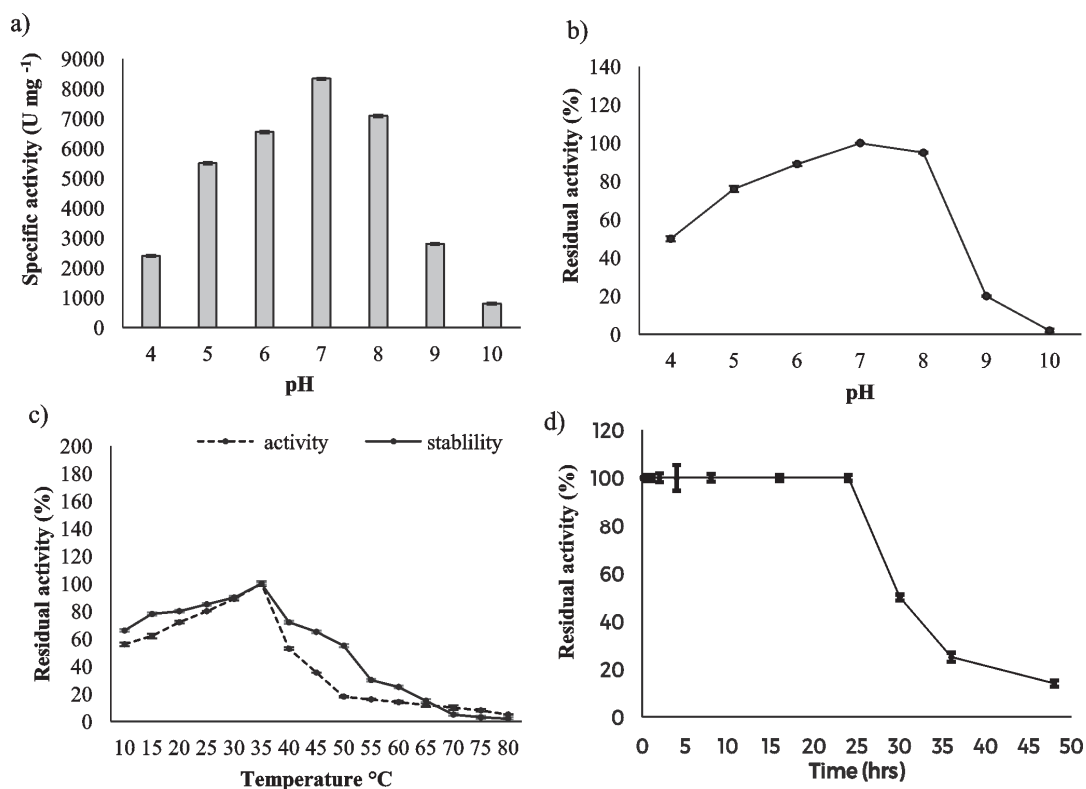 a)
Specific activity (U mg -1)
9000
8000
7000
6000
5000
4000
3000
2000
1000
0
4 5 6 7 8 9 10
pH
b)
Residual activity (%)
140
120
100
80
60
40
20
0
4 5 6 7 8 9 10
pH
c)
activity stablility
Residual activity (%)
200
180
160
140
120
100
80
60
40
20
0
10 15 20 25 30 35 40 45 50 55 60 65 70 75 80
Temperature °C
d)
Residual activity (%)
120
100
80
60
40
20
0
0 5 10 15 20 25 30 35 40 45 50
Time (hrs)